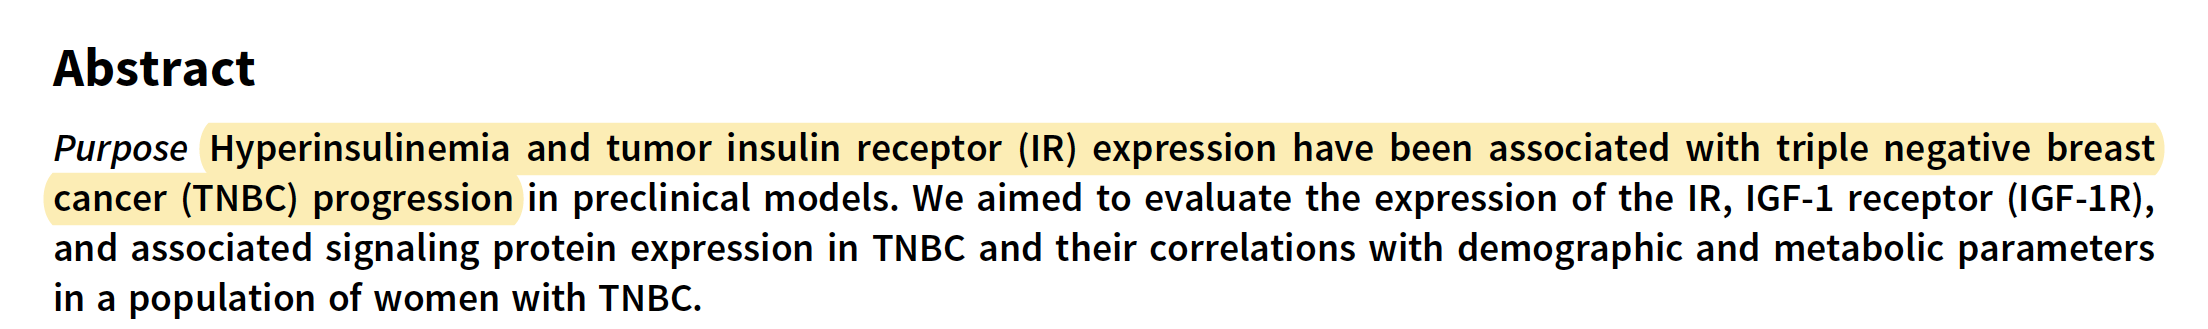 Abstract
Purpose Hyperinsulinemia and tumor insulin receptor (IR) expression have been associated with triple negative breast
cancer (TNBC) progression in preclinical models. We aimed to evaluate the expression of the IR, IGF-1 receptor (IGF-1R),
and associated signaling protein expression in TNBC and their correlations with demographic and metabolic parameters
in a population of women with TNBC.